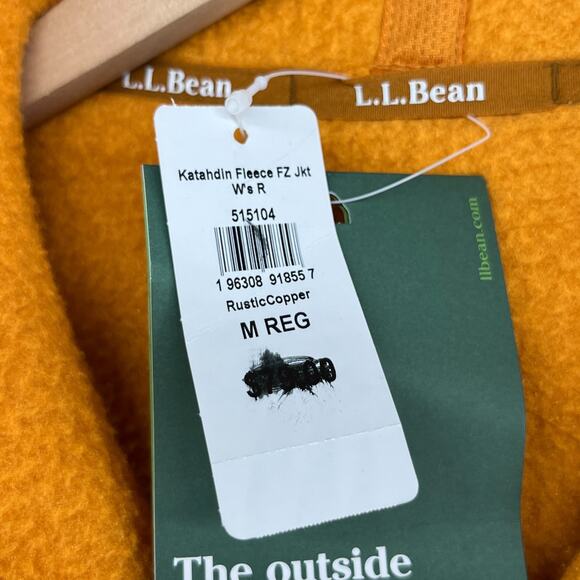 L.L.Bean
L.L.Bean
Katahdin Fleece FZ Jkt
W's R
515104
1 96308 91855 7
RusticCopper
M REG
llbean.com
The outside